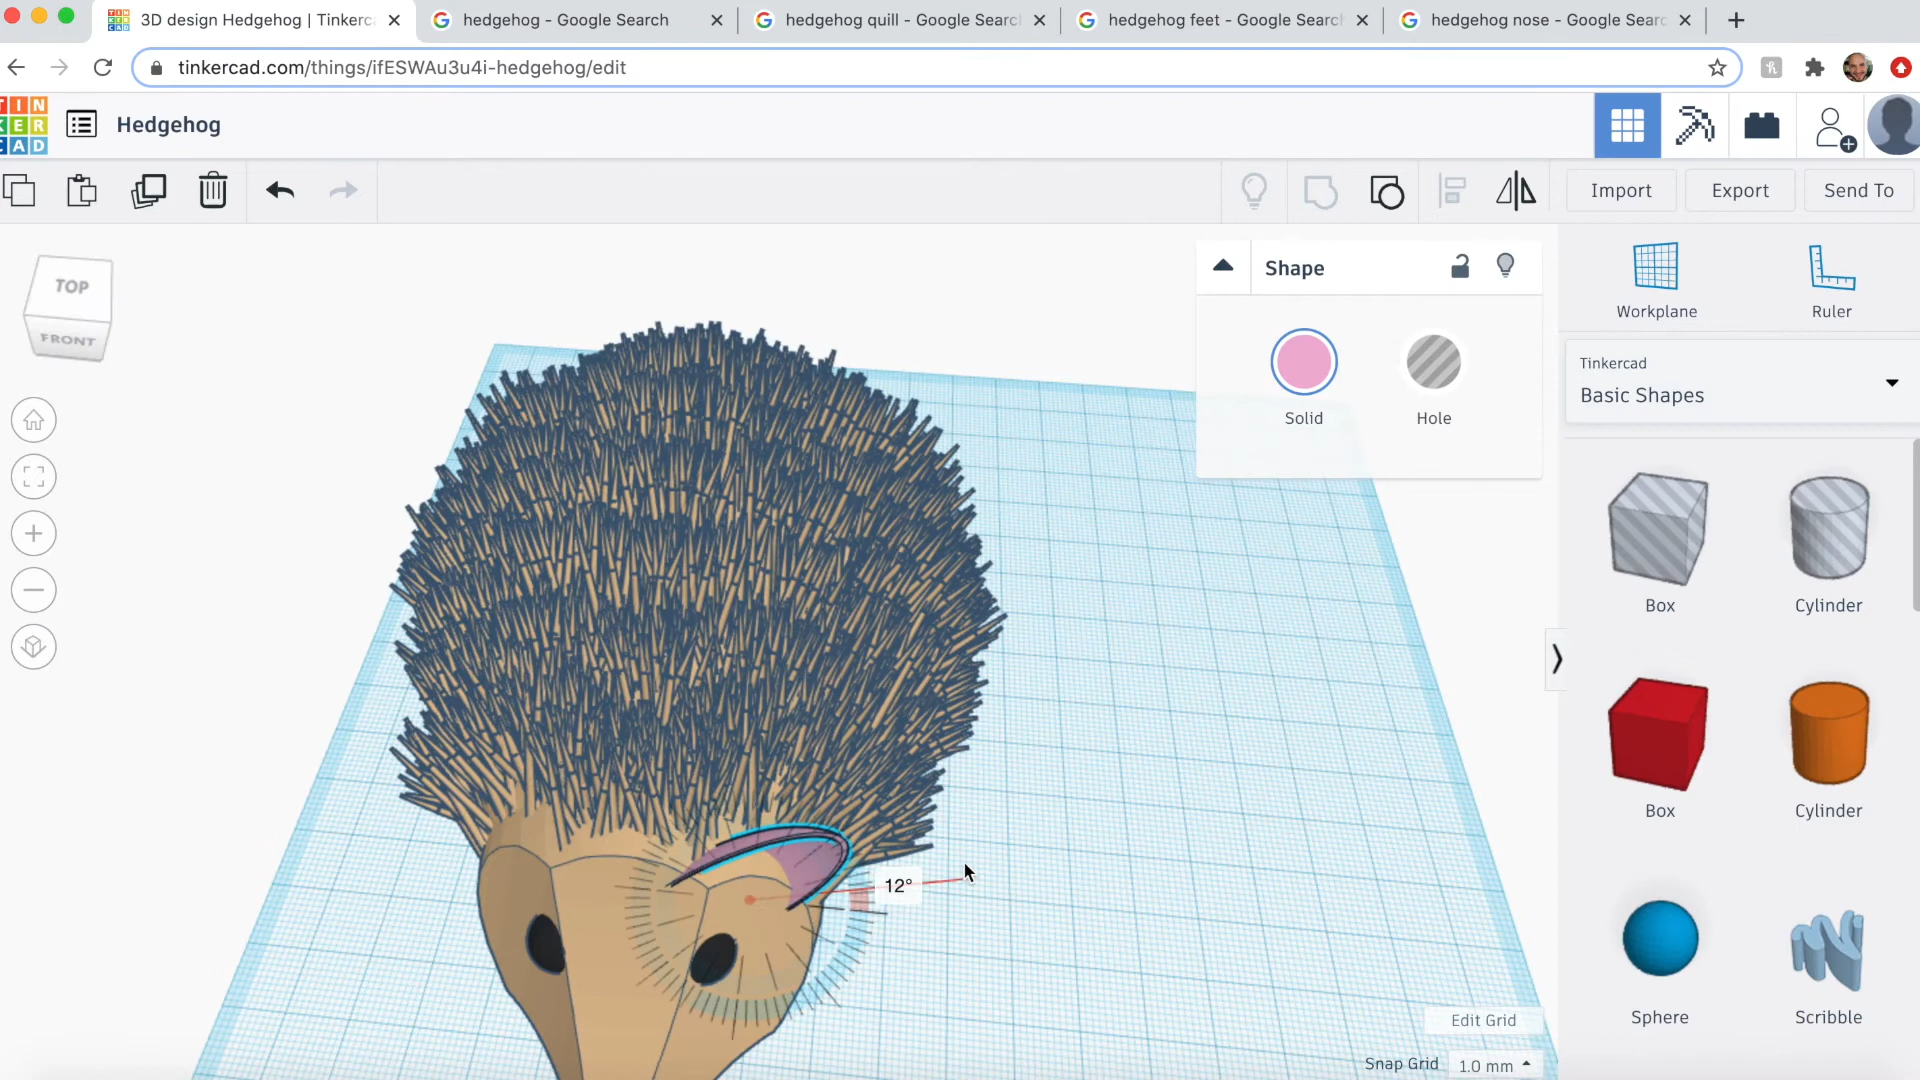 3D design Hedgehog | Tinkerc
hedgehog - Google Search
hedgehog quill - Google Searc
hedgehog feet - Google Searc
hedgehog nose - Google Searc
tinkercad.com/things/ifESWAu3u4i-hedgehog/edit
TIN
KER
CAD
Hedgehog
Import
Export
Send To
TOP
FRONT
Shape
Solid
Hole
Workplane
Ruler
Tinkercad
Basic Shapes
Box
Cylinder
Box
Cylinder
12°
Sphere
Scribble
Edit Grid
Snap Grid
1.0 mm